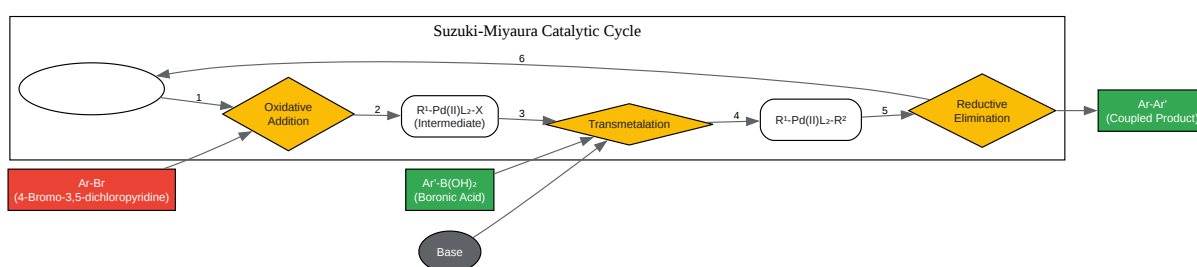 Suzuki-Miyaura Catalytic Cycle
6
1
Oxidative
Addition
2
R¹-Pd(II)L₂-X
(Intermediate)
3
Transmetalation
4
R¹-Pd(II)L₂-R²
5
Reductive
Elimination
Ar-Ar'
(Coupled Product)
Ar-Br
(4-Bromo-3,5-dichloropyridine)
Ar'-B(OH)₂
(Boronic Acid)
Base